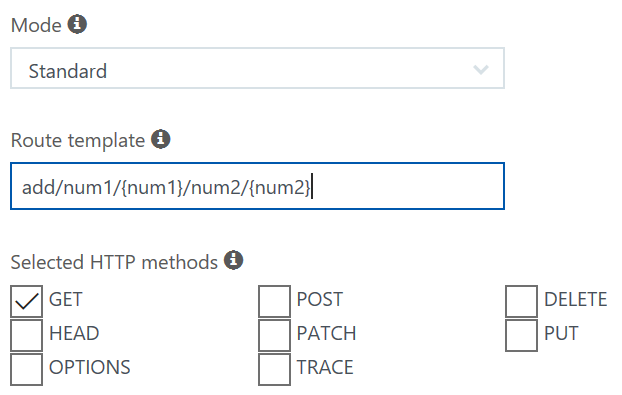 Mode
Standard
Route template
add/num1/{num1}/num2/{num2}
Selected HTTP methods
GET POST DELETE
HEAD PATCH PUT
OPTIONS TRACE